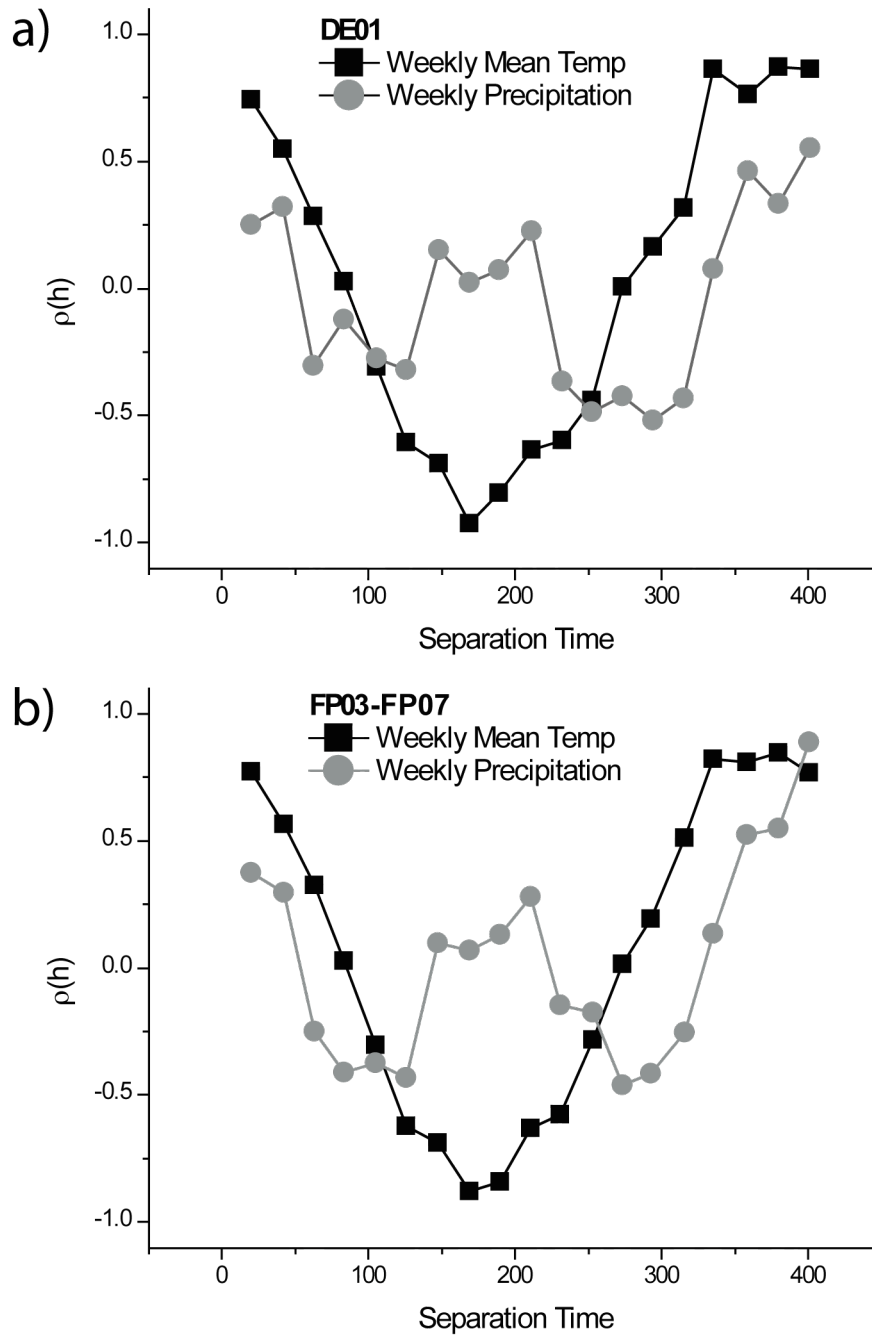 a)
DE01
Weekly Mean Temp
Weekly Precipitation
1.0
0.5
0.0
-0.5
-1.0
ρ(h)
0 100 200 300 400
Separation Time
b)
FP03-FP07
Weekly Mean Temp
Weekly Precipitation
1.0
0.5
0.0
-0.5
-1.0
ρ(h)
0 100 200 300 400
Separation Time